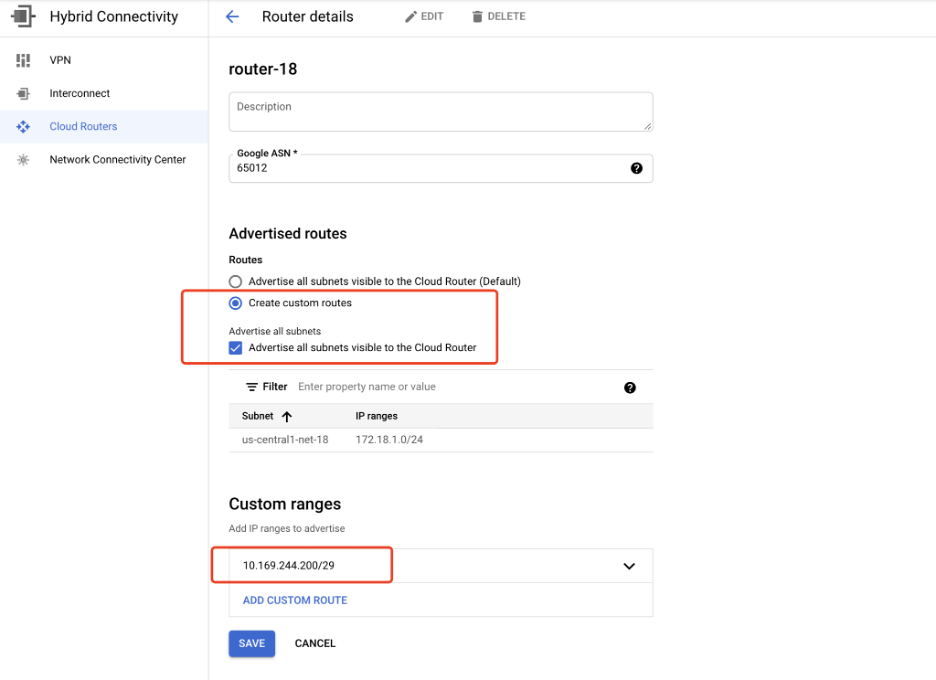 Hybrid Connectivity
Router details
EDIT
DELETE
VPN
Interconnect
Cloud Routers
Network Connectivity Center
router-18
Description
Google ASN *
65012
Advertised routes
Routes
Advertise all subnets visible to the Cloud Router (Default)
Create custom routes
Advertise all subnets
Advertise all subnets visible to the Cloud Router
Filter Enter property name or value
Subnet IP ranges
us-central1-net-18 172.18.1.0/24
Custom ranges
Add IP ranges to advertise
10.169.244.200/29
ADD CUSTOM ROUTE
SAVE CANCEL